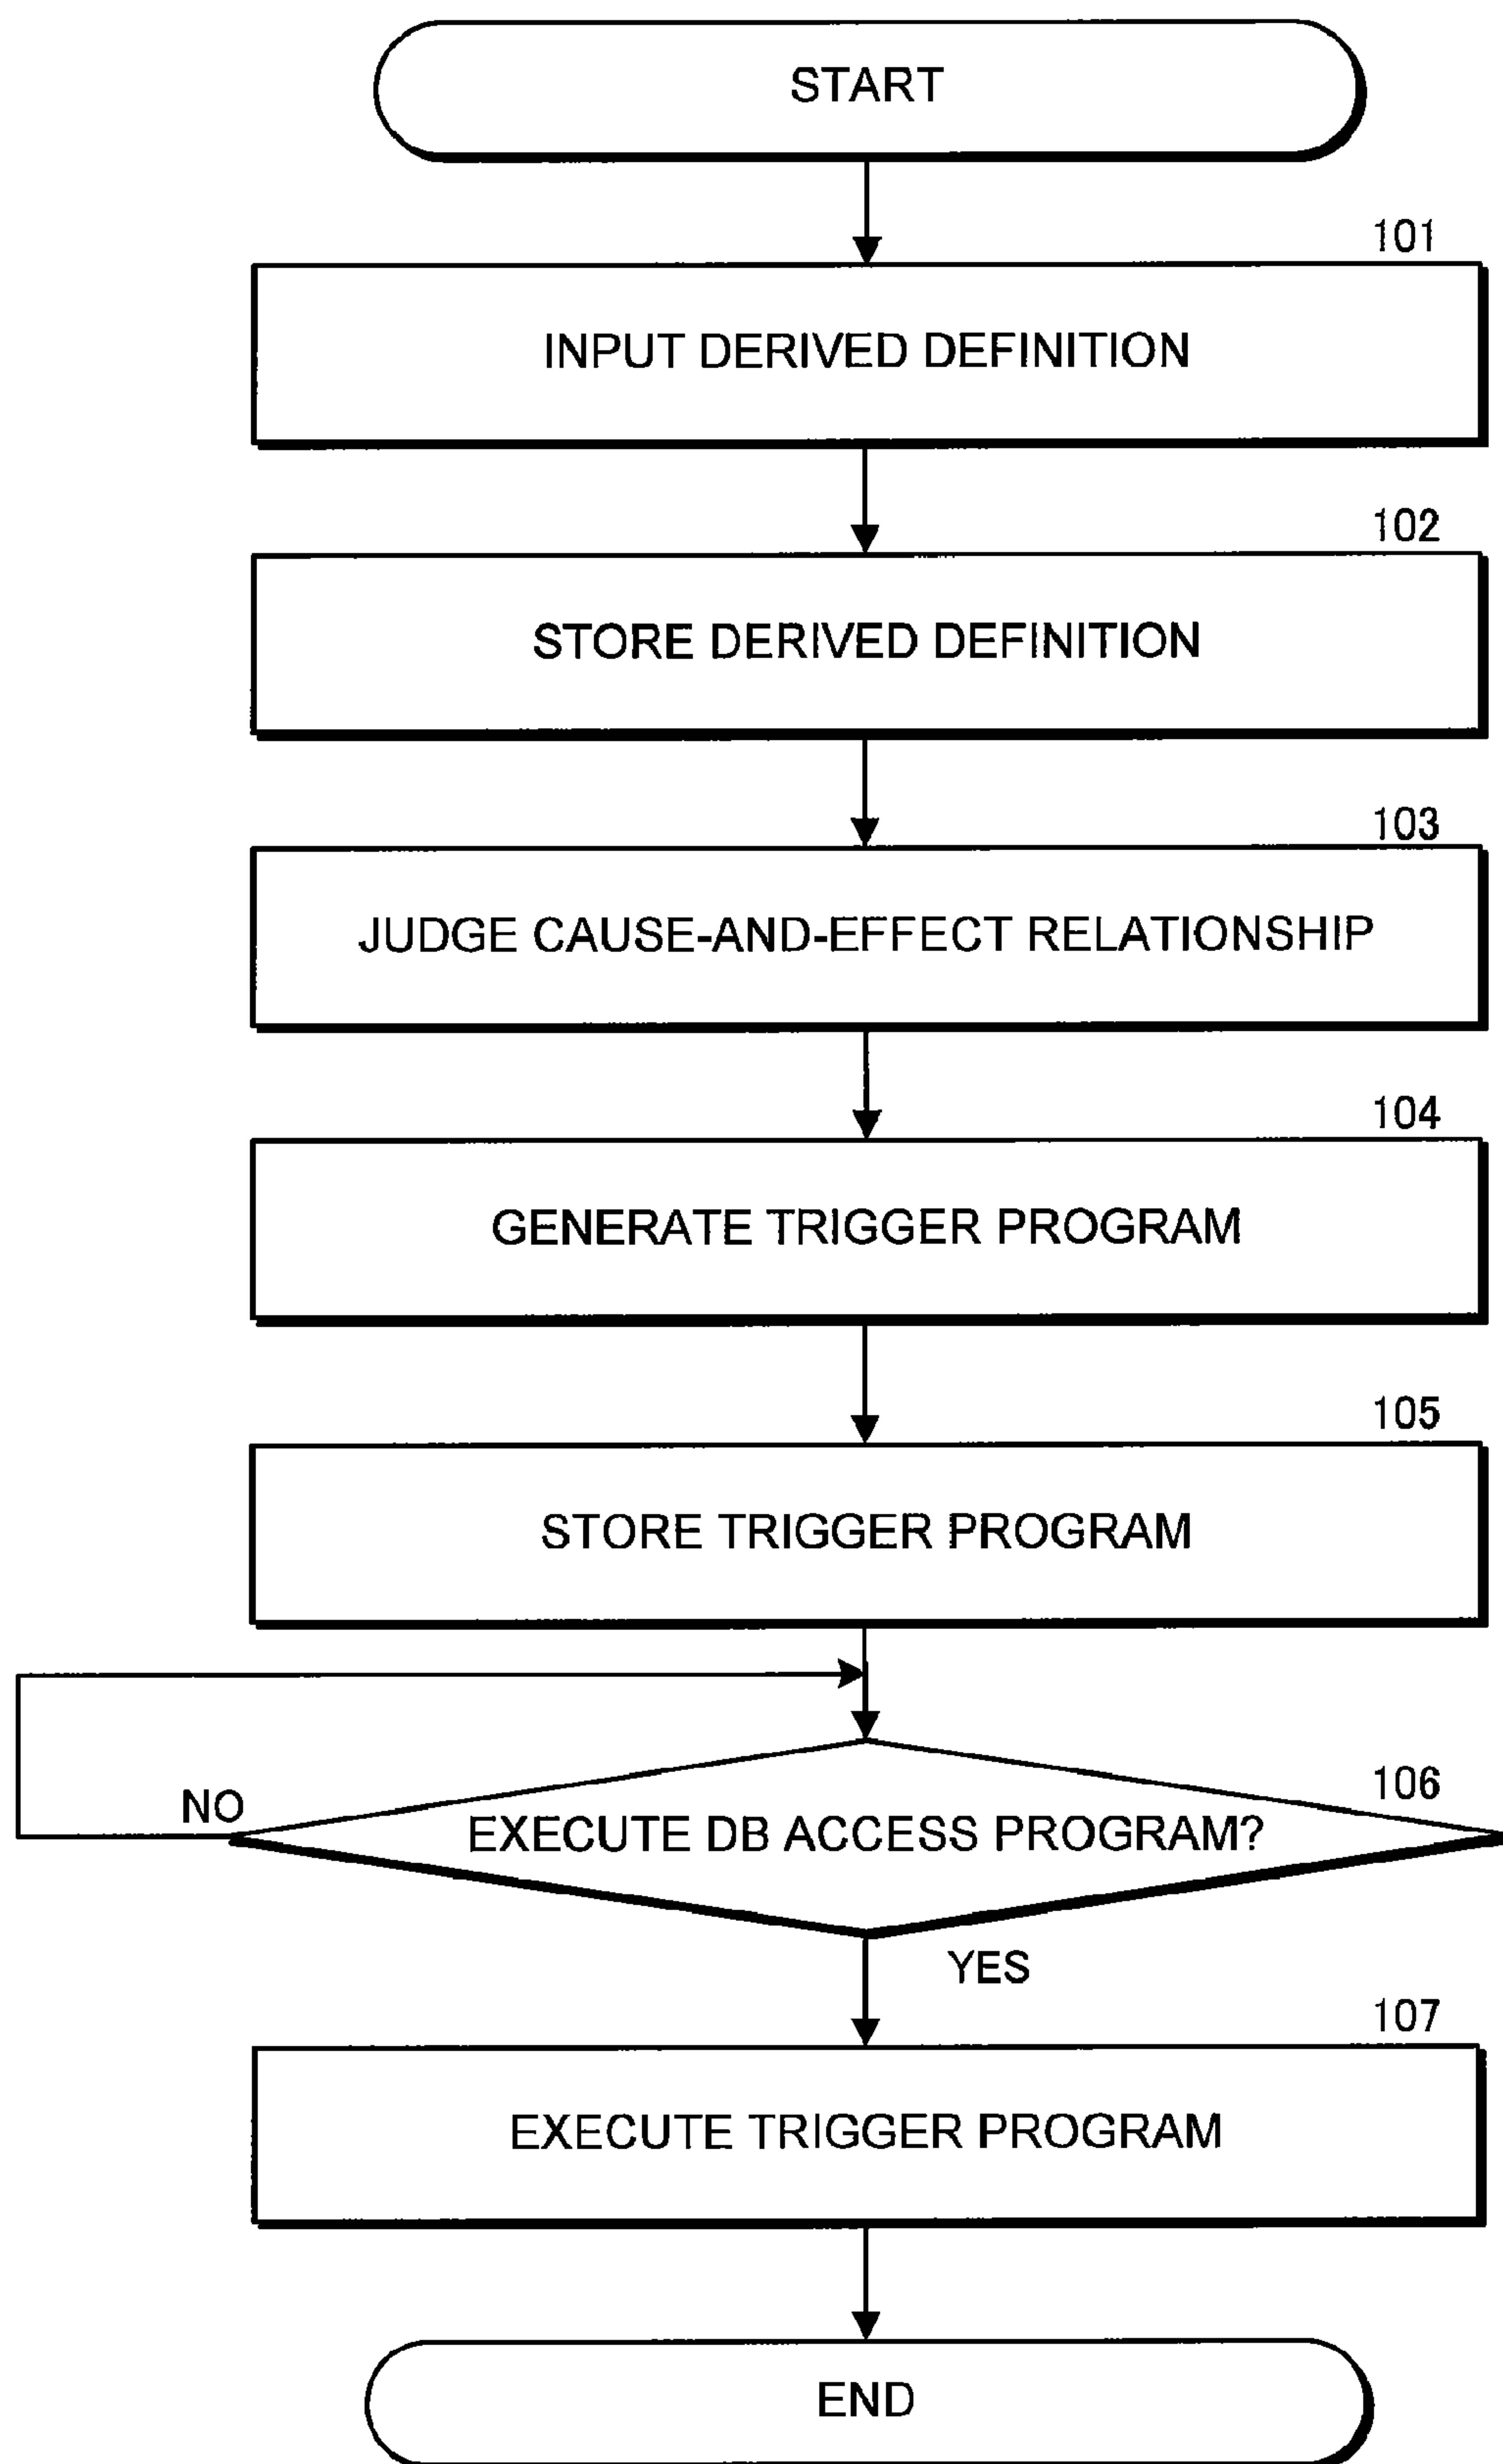 START
101
INPUT DERIVED DEFINITION
102
STORE DERIVED DEFINITION
103
JUDGE CAUSE-AND-EFFECT RELATIONSHIP
104
GENERATE TRIGGER PROGRAM
105
STORE TRIGGER PROGRAM
106
NO
EXECUTE DB ACCESS PROGRAM?
YES
107
EXECUTE TRIGGER PROGRAM
END